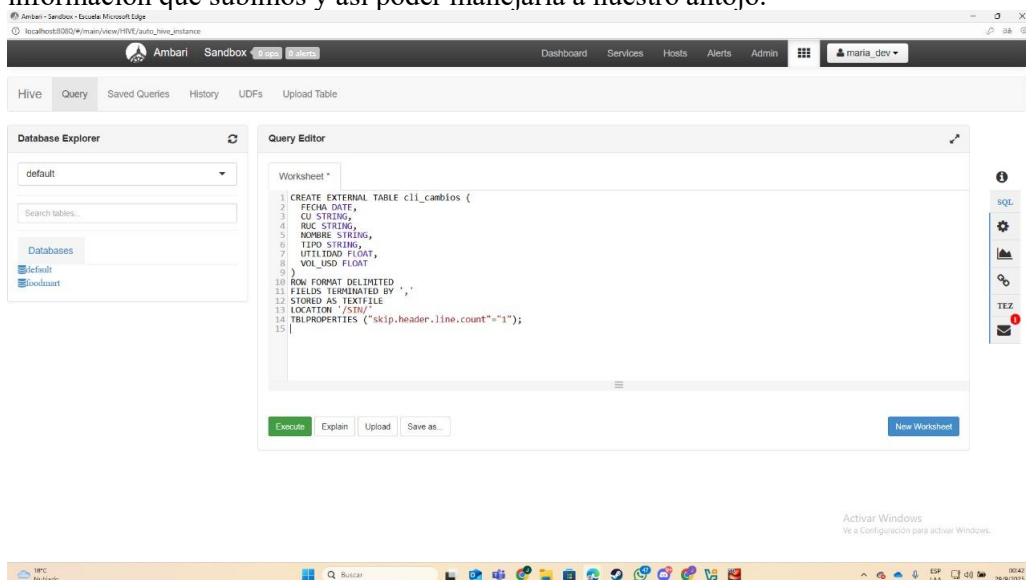 información que subimos y así poder manejarla a nuestro antojo.
Ambari - Sandbox - Escuela: Microsoft Edge
localhost:8080/#/main/view/HIVE/auto_hive_instance
Ambari Sandbox 0 ops 0 alerts Dashboard Services Hosts Alerts Admin maria_dev
Hive Query Saved Queries History UDFs Upload Table
Database Explorer
default
Search tables...
Databases
default
foodmart
Query Editor
Worksheet *
1 CREATE EXTERNAL TABLE cli_cambios (
2 FECHA DATE,
3 CU STRING,
4 RUC STRING,
5 NOMBRE STRING,
6 TIPO STRING,
7 UTILIDAD FLOAT,
8 VOL_USD FLOAT
9 )
10 ROW FORMAT DELIMITED
11 FIELDS TERMINATED BY ','
12 STORED AS TEXTFILE
13 LOCATION '/SIN/'
14 TBLPROPERTIES ("skip.header.line.count"="1");
15
Execute Explain Upload Save as... New Worksheet
SQL
TEZ
1
Activar Windows
Ve a Configuración para activar Windows.
18°C
Nublado
Buscar
ESP
00:42